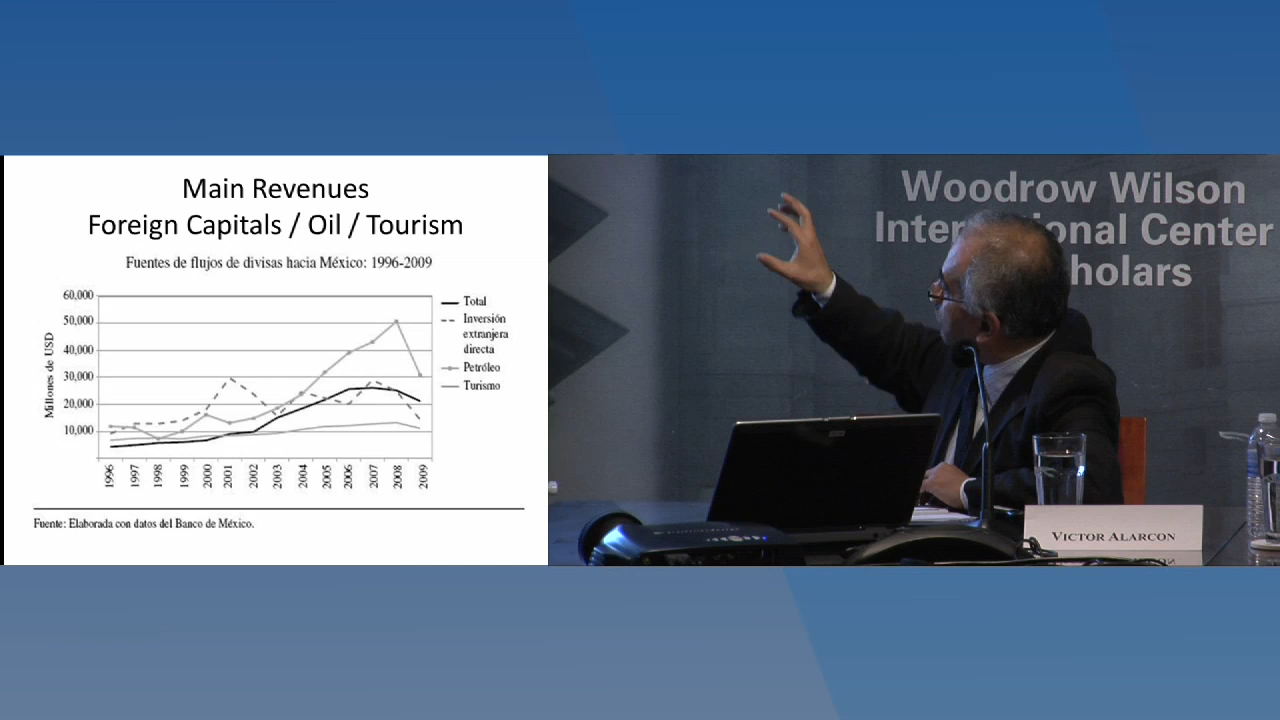 Main Revenues
Foreign Capitals / Oil / Tourism
Fuentes de flujos de divisas hacia México: 1996-2009
Millones de USD
60,000
50,000
40,000
30,000
20,000
10,000
1996
1997
1998
1999
2000
2001
2002
2003
2004
2005
2006
2007
2008
2009
Total
Inversión
extranjera
directa
Petróleo
Turismo
Fuente: Elaborada con datos del Banco de México.
Woodrow Wilson
International Center
holars
VICTOR ALARCON